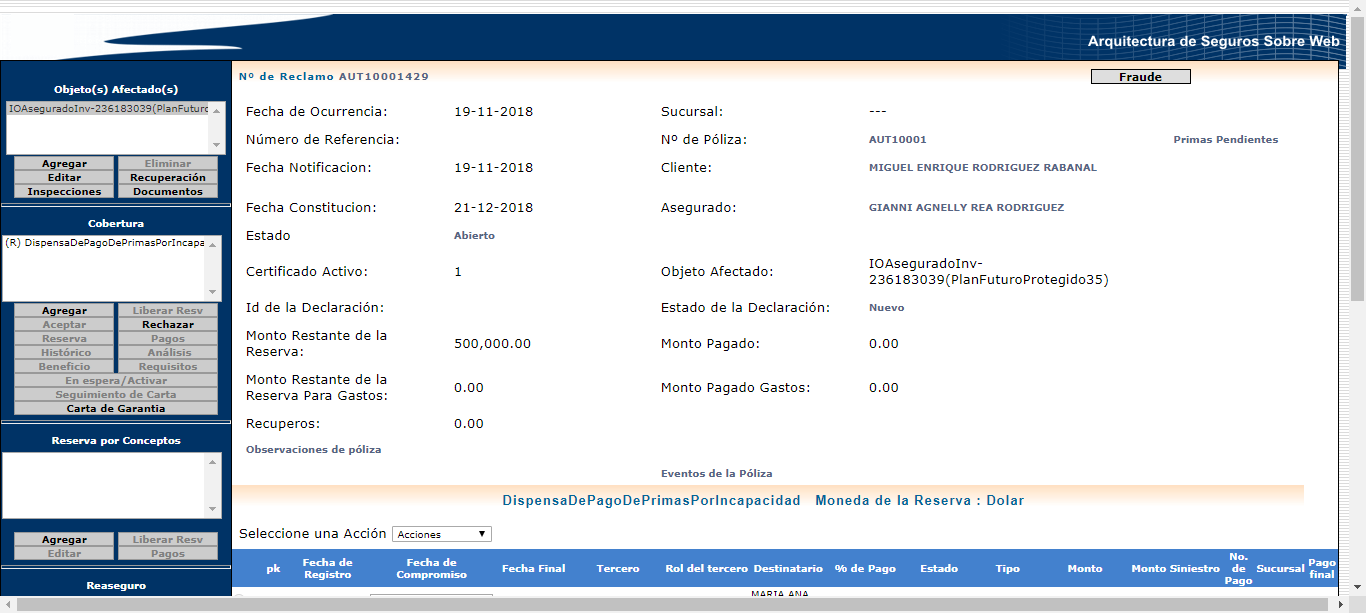 Arquitectura de Seguros Sobre Web
Objeto(s) Afectado(s)
IOAseguradoInv-236183039(PlanFuturo
Agregar Eliminar
Editar Recuperación
Inspecciones Documentos
Cobertura
(R) DispensaDePagoDePrimasPorIncapa
Agregar Liberar Resv
Aceptar Rechazar
Reserva Pagos
Histórico Análisis
Beneficio Requisitos
En espera/Activar
Seguimiento de Carta
Carta de Garantia
Reserva por Conceptos
Agregar Liberar Resv
Editar Pagos
Reaseguro
Nº de Reclamo AUT10001429 Fraude
Fecha de Ocurrencia: 19-11-2018 Sucursal: ---
Número de Referencia: Nº de Póliza: AUT10001 Primas Pendientes
Fecha Notificacion: 19-11-2018 Cliente: MIGUEL ENRIQUE RODRIGUEZ RABANAL
Fecha Constitucion: 21-12-2018 Asegurado: GIANNI AGNELLY REA RODRIGUEZ
Estado Abierto
Certificado Activo: 1 Objeto Afectado: IOAseguradoInv-
236183039(PlanFuturoProtegido35)
Id de la Declaración: Estado de la Declaración: Nuevo
Monto Restante de la
Reserva: 500,000.00 Monto Pagado: 0.00
Monto Restante de la
Reserva Para Gastos: 0.00 Monto Pagado Gastos: 0.00
Recuperos: 0.00
Observaciones de póliza
Eventos de la Póliza
DispensaDePagoDePrimasPorIncapacidad Moneda de la Reserva : Dolar
Seleccione una Acción Acciones
pk Fecha de Registro Fecha de Compromiso Fecha Final Tercero Rol del tercero Destinatario % de Pago Estado Tipo Monto Monto Siniestro No. de Pago Sucursal Pago final
MARIA ANA